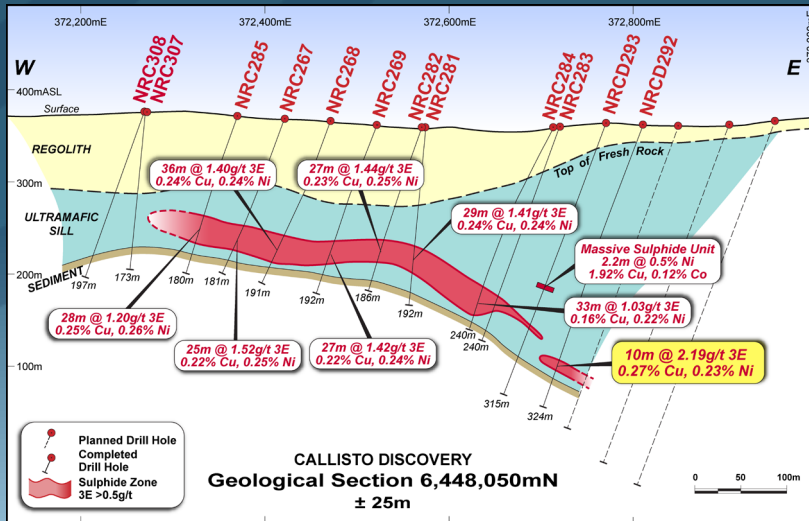 372,200mE
372,400mE
372,600mE
372,800mE
W
E
NRC308
NRC307
NRC285
NRC267
NRC268
NRC269
NRC282
NRC281
NRC284
NRC283
NRCD293
NRCD292
400mASL
Surface
REGOLITH
Top of Fresh Rock
300m
36m @ 1.40g/t 3E
0.24% Cu, 0.24% Ni
27m @ 1.44g/t 3E
0.23% Cu, 0.25% Ni
29m @ 1.41g/t 3E
0.24% Cu, 0.24% Ni
ULTRAMAFIC
SILL
Massive Sulphide Unit
2.2m @ 0.5% Ni
1.92% Cu, 0.12% Co
200m
SEDIMENT
197m
173m
180m
181m
191m
192m
186m
192m
240m
240m
315m
324m
28m @ 1.20g/t 3E
0.25% Cu, 0.26% Ni
25m @ 1.52g/t 3E
0.22% Cu, 0.25% Ni
27m @ 1.42g/t 3E
0.22% Cu, 0.24% Ni
33m @ 1.03g/t 3E
0.16% Cu, 0.22% Ni
10m @ 2.19g/t 3E
0.27% Cu, 0.23% Ni
100m
Planned Drill Hole
Completed
Drill Hole
Sulphide Zone
3E >0.5g/t
CALLISTO DISCOVERY
Geological Section 6,448,050mN
± 25m
0 50 100m